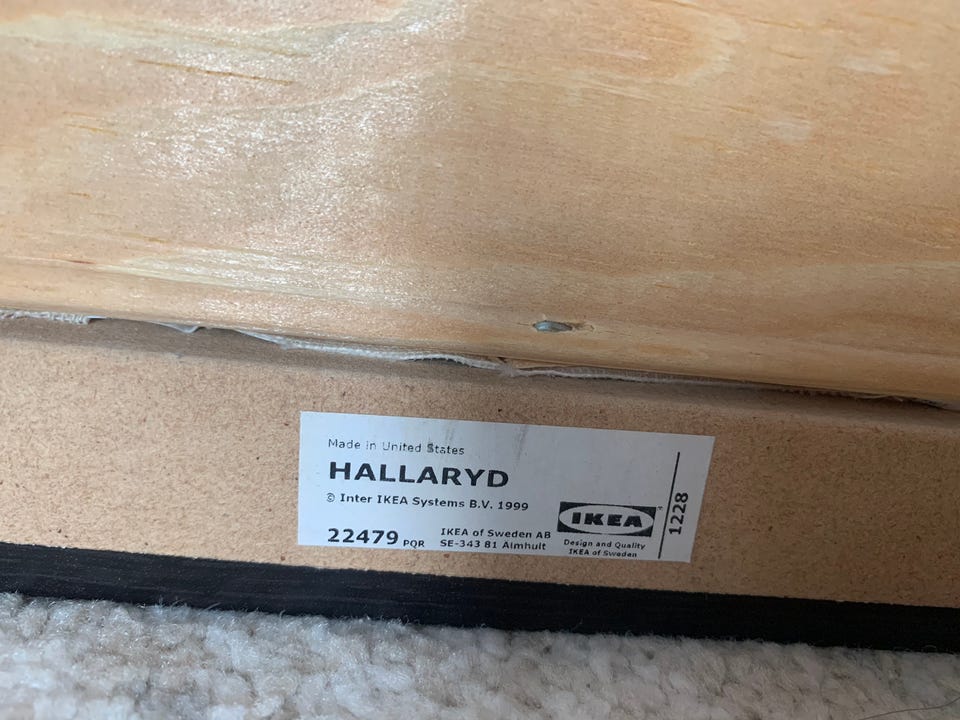 Made in United States
HALLARYD
© Inter IKEA Systems B.V. 1999
22479 PQR
IKEA of Sweden AB
SE-343 81 Älmhult
IKEA
Design and Quality
IKEA of Sweden
1228